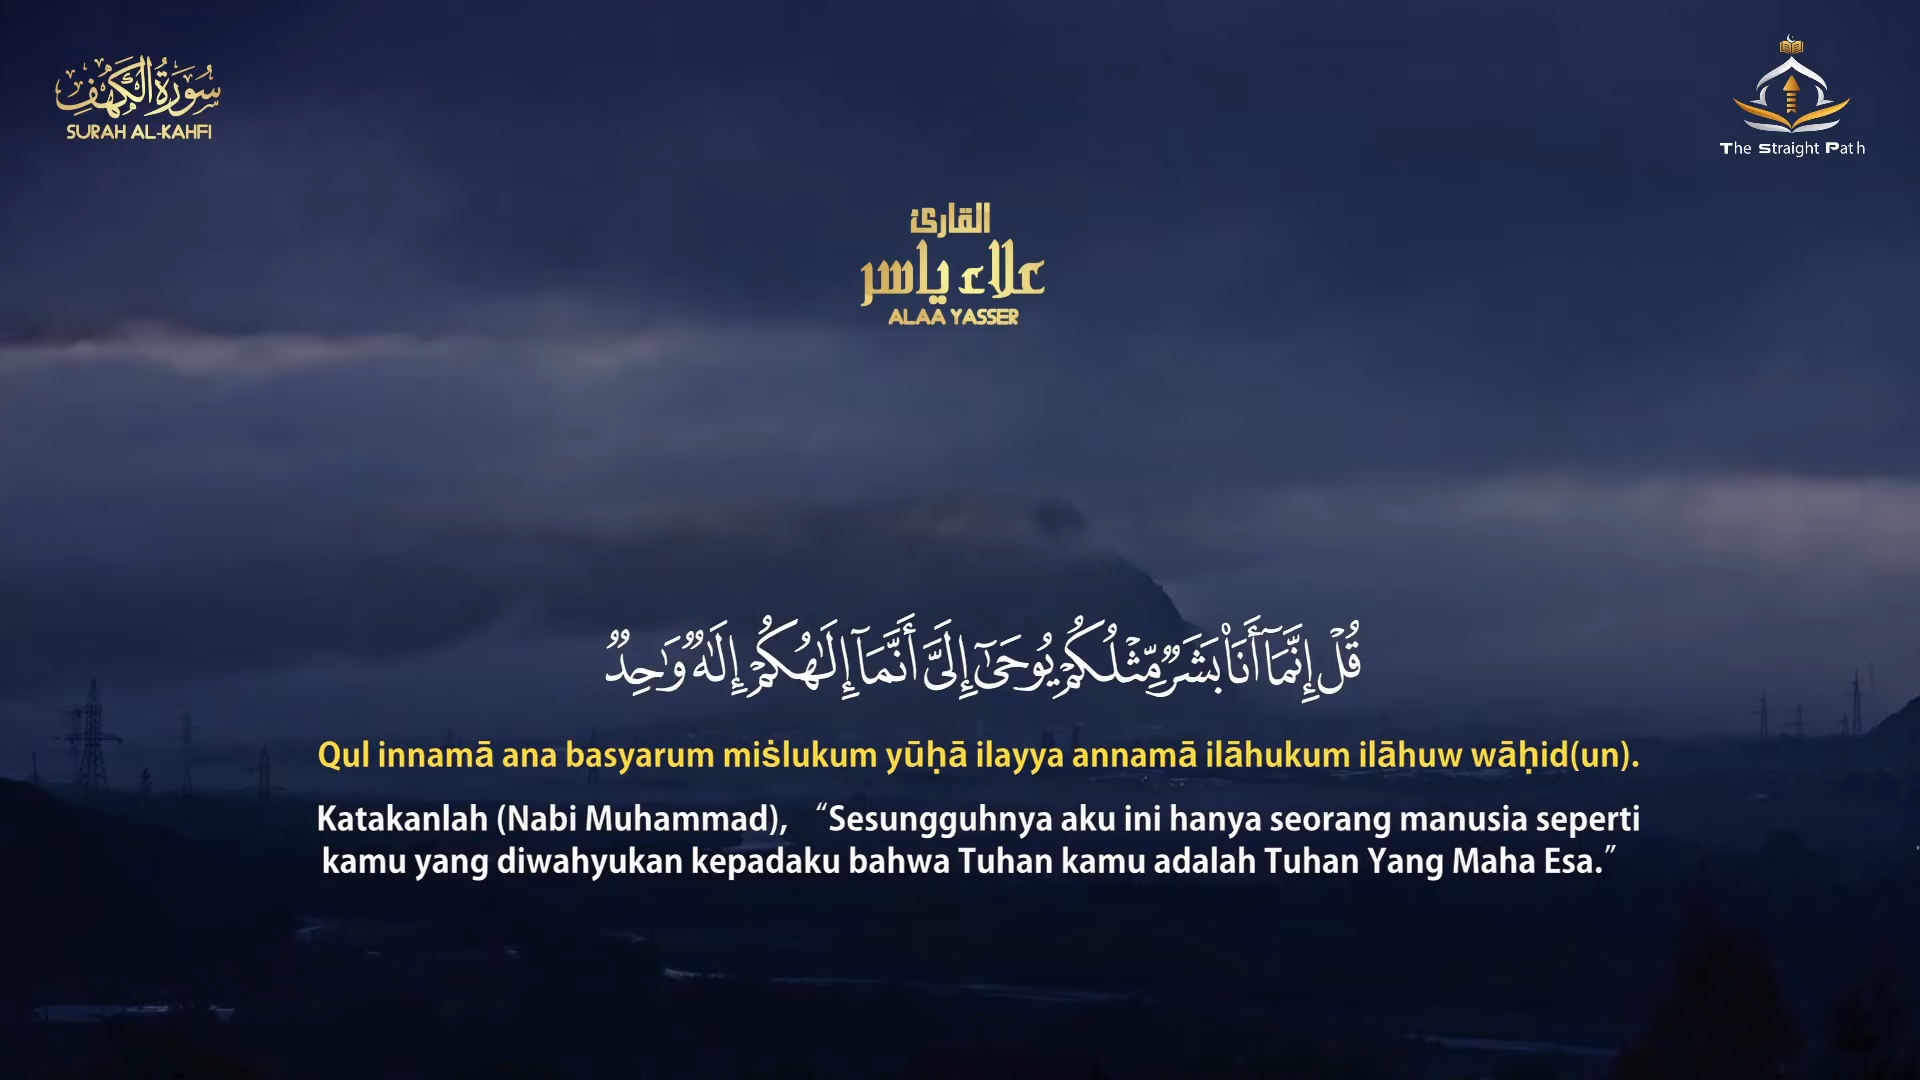 سُورَةُ الْكَهْفِ
SURAH AL-KAHFI
The Straight Path
القارئ
علاء ياسر
ALAA YASSER
قُلْ إِنَّمَآ أَنَا۠ بَشَرٌ مِّثْلُكُمْ يُوحَىٰٓ إِلَىَّ أَنَّمَآ إِلَـٰهُكُمْ إِلَـٰهٌ وَٰحِدٌ
Qul innamā ana basyarum miṡlukum yūḥā ilayya annamā ilāhukum ilāhuw wāḥid(un).
Katakanlah (Nabi Muhammad), “Sesungguhnya aku ini hanya seorang manusia seperti
kamu yang diwahyukan kepadaku bahwa Tuhan kamu adalah Tuhan Yang Maha Esa.”